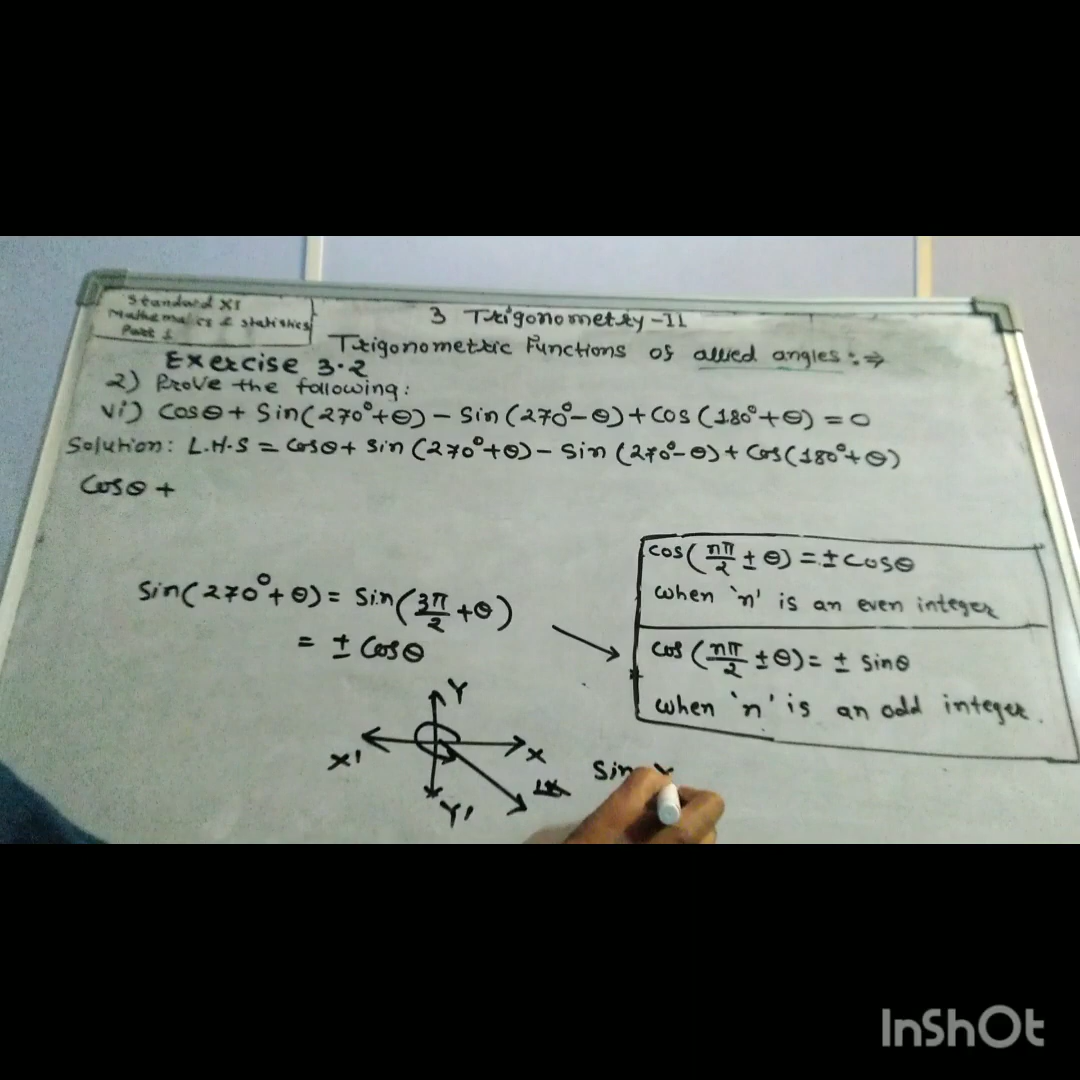 Standard XI
Mathematics & Statistics
Part 1
3 Trigonometry-II
Trigonometric Functions of allied angles:⇒
Exercise 3.2
2) Prove the following:
vi) Cosθ + Sin(270°+θ) - Sin(270°-θ) + Cos(180°+θ) = 0
Solution: L.H.S = Cosθ + Sin(270°+θ) - Sin(270°-θ) + Cos(180°+θ)
Cosθ +
Sin(270°+θ) = Sin(3π/2 + θ)
= ± Cosθ
cos(nπ/2 ± θ) = ± Cosθ
when 'n' is an even integer
cos(nπ/2 ± θ) = ± Sinθ
when 'n' is an odd integer.
Y
X'
X
Y'
Sin
InShOt